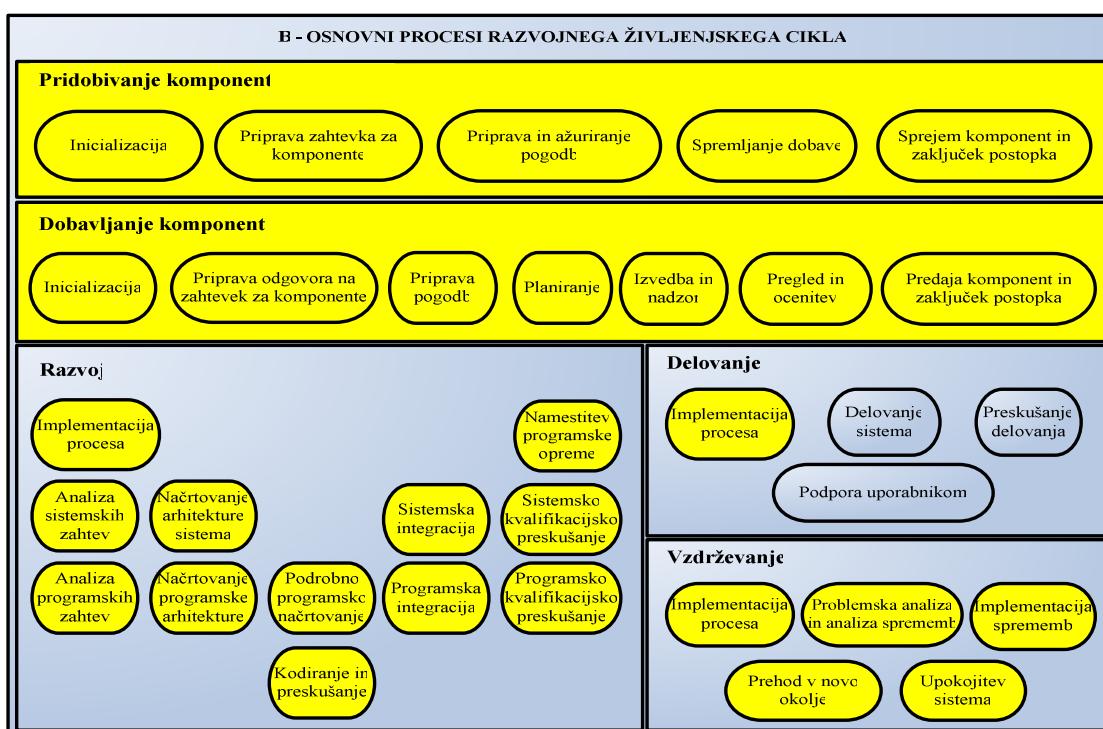 B - OSNOVNI PROCESI RAZVOJNEGA ŽIVLJENJSKEGA CIKLA
Pridobivanje komponent
Inicializacija
Priprava zahtevka za
komponente
Priprava in ažuriranje
pogodb
Spremljanje dobave
Sprejem komponent in
zaključek postopka
Dobavljanje komponent
Inicializacija
Priprava odgovora na
zahtevek za komponente
Priprava
pogodb
Planiranje
Izvedba in
nadzor
Pregled in
ocenitev
Predaja komponent in
zaključek postopka
Razvoj
Implementacija
procesa
Namestitev
programske
opreme
Analiza
sistemskih
zahtev
Načrtovanje
arhitekture
sistema
Sistemska
integracija
Sistemsko
kvalifikacijsko
preskušanje
Analiza
programskih
zahtev
Načrtovanje
programske
arhitekture
Podrobno
programsko
načrtovanje
Programska
integracija
Programsko
kvalifikacijsko
preskušanje
Kodiranje in
preskušanje
Delovanje
Implementacija
procesa
Delovanje
sistema
Preskušanje
delovanja
Podpora uporabnikom
Vzdrževanje
Implementacija
procesa
Problemska analiza
in analiza sprememb
Implementacija
sprememb
Prehod v novo
okolje
Upokojitev
sistema